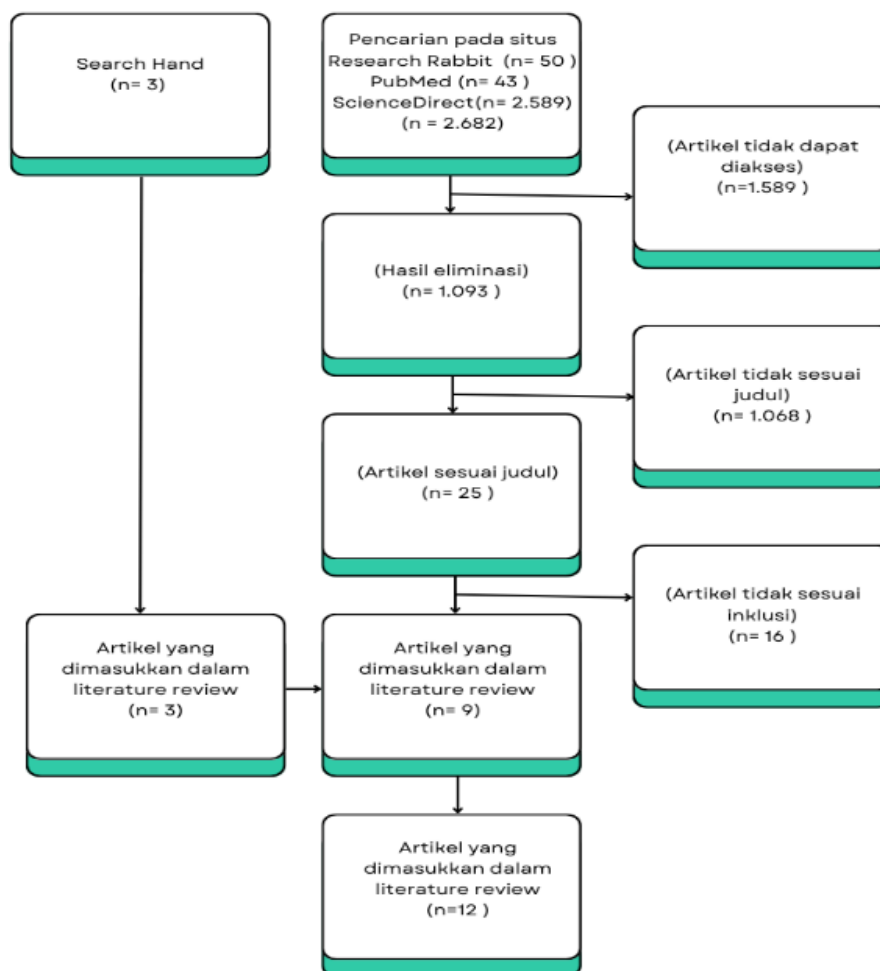 Search Hand
(n= 3)
Pencarian pada situs
Research Rabbit (n= 50 )
PubMed (n= 43 )
ScienceDirect(n= 2.589)
(n = 2.682)
(Artikel tidak dapat
diakses)
(n=1.589 )
(Hasil eliminasi)
(n= 1.093 )
(Artikel tidak sesuai
judul)
(n= 1.068 )
(Artikel sesuai judul)
(n= 25 )
(Artikel tidak sesuai
inklusi)
(n= 16 )
Artikel yang
dimasukkan dalam
literature review
(n= 3)
Artikel yang
dimasukkan dalam
literature review
(n= 9)
Artikel yang
dimasukkan dalam
literature review
(n=12 )